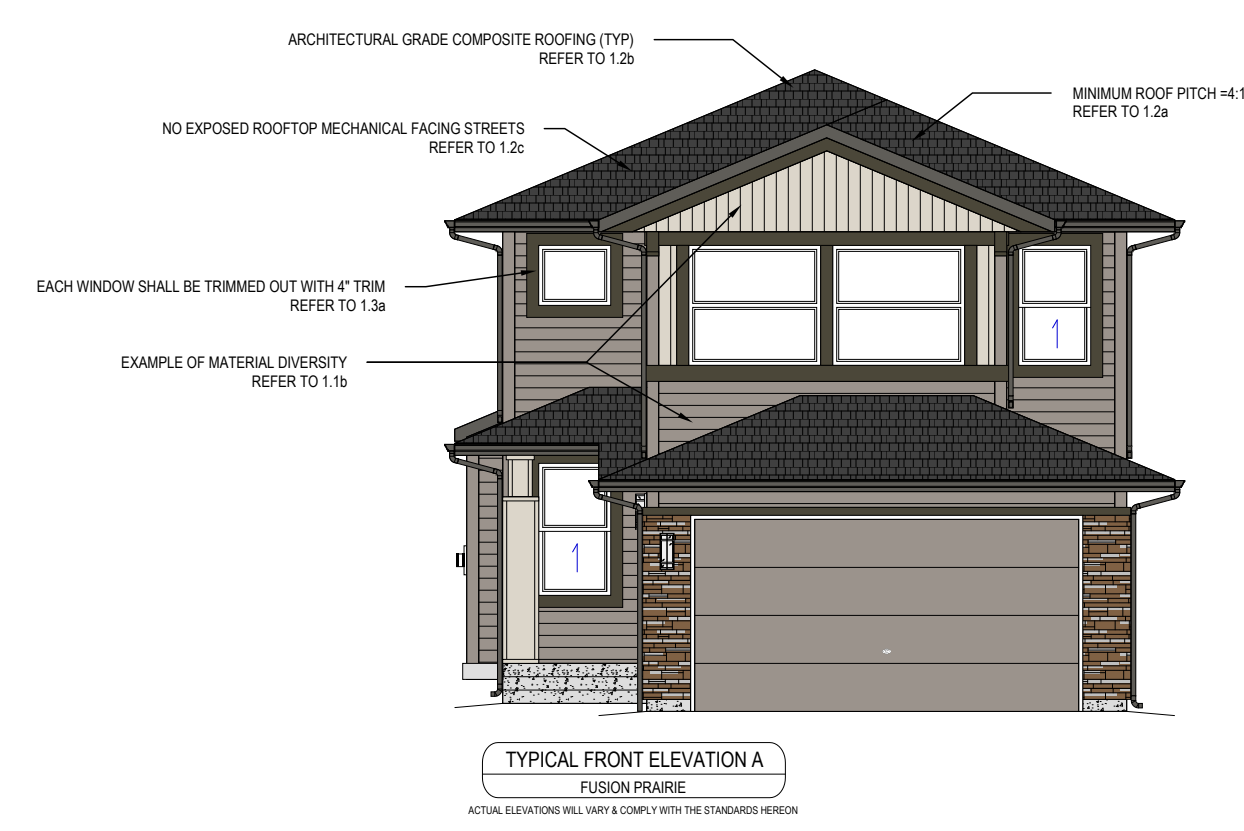 ARCHITECTURAL GRADE COMPOSITE ROOFING (TYP)
REFER TO 1.2b
MINIMUM ROOF PITCH =4:1
REFER TO 1.2a
NO EXPOSED ROOFTOP MECHANICAL FACING STREETS
REFER TO 1.2c
EACH WINDOW SHALL BE TRIMMED OUT WITH 4" TRIM
REFER TO 1.3a
1
EXAMPLE OF MATERIAL DIVERSITY
REFER TO 1.1b
1
TYPICAL FRONT ELEVATION A
FUSION PRAIRIE
ACTUAL ELEVATIONS WILL VARY & COMPLY WITH THE STANDARDS HEREON